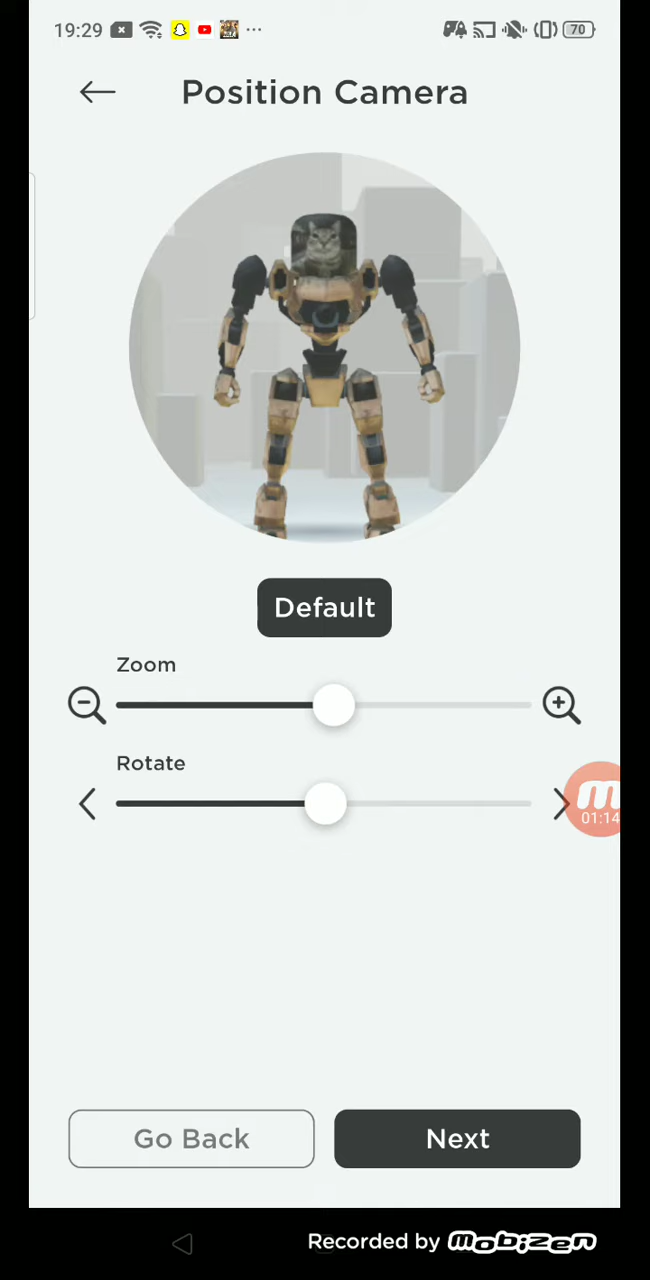 19:29
70
Position Camera
Default
Zoom
Rotate
01:14
Go Back
Next
Recorded by mobizen